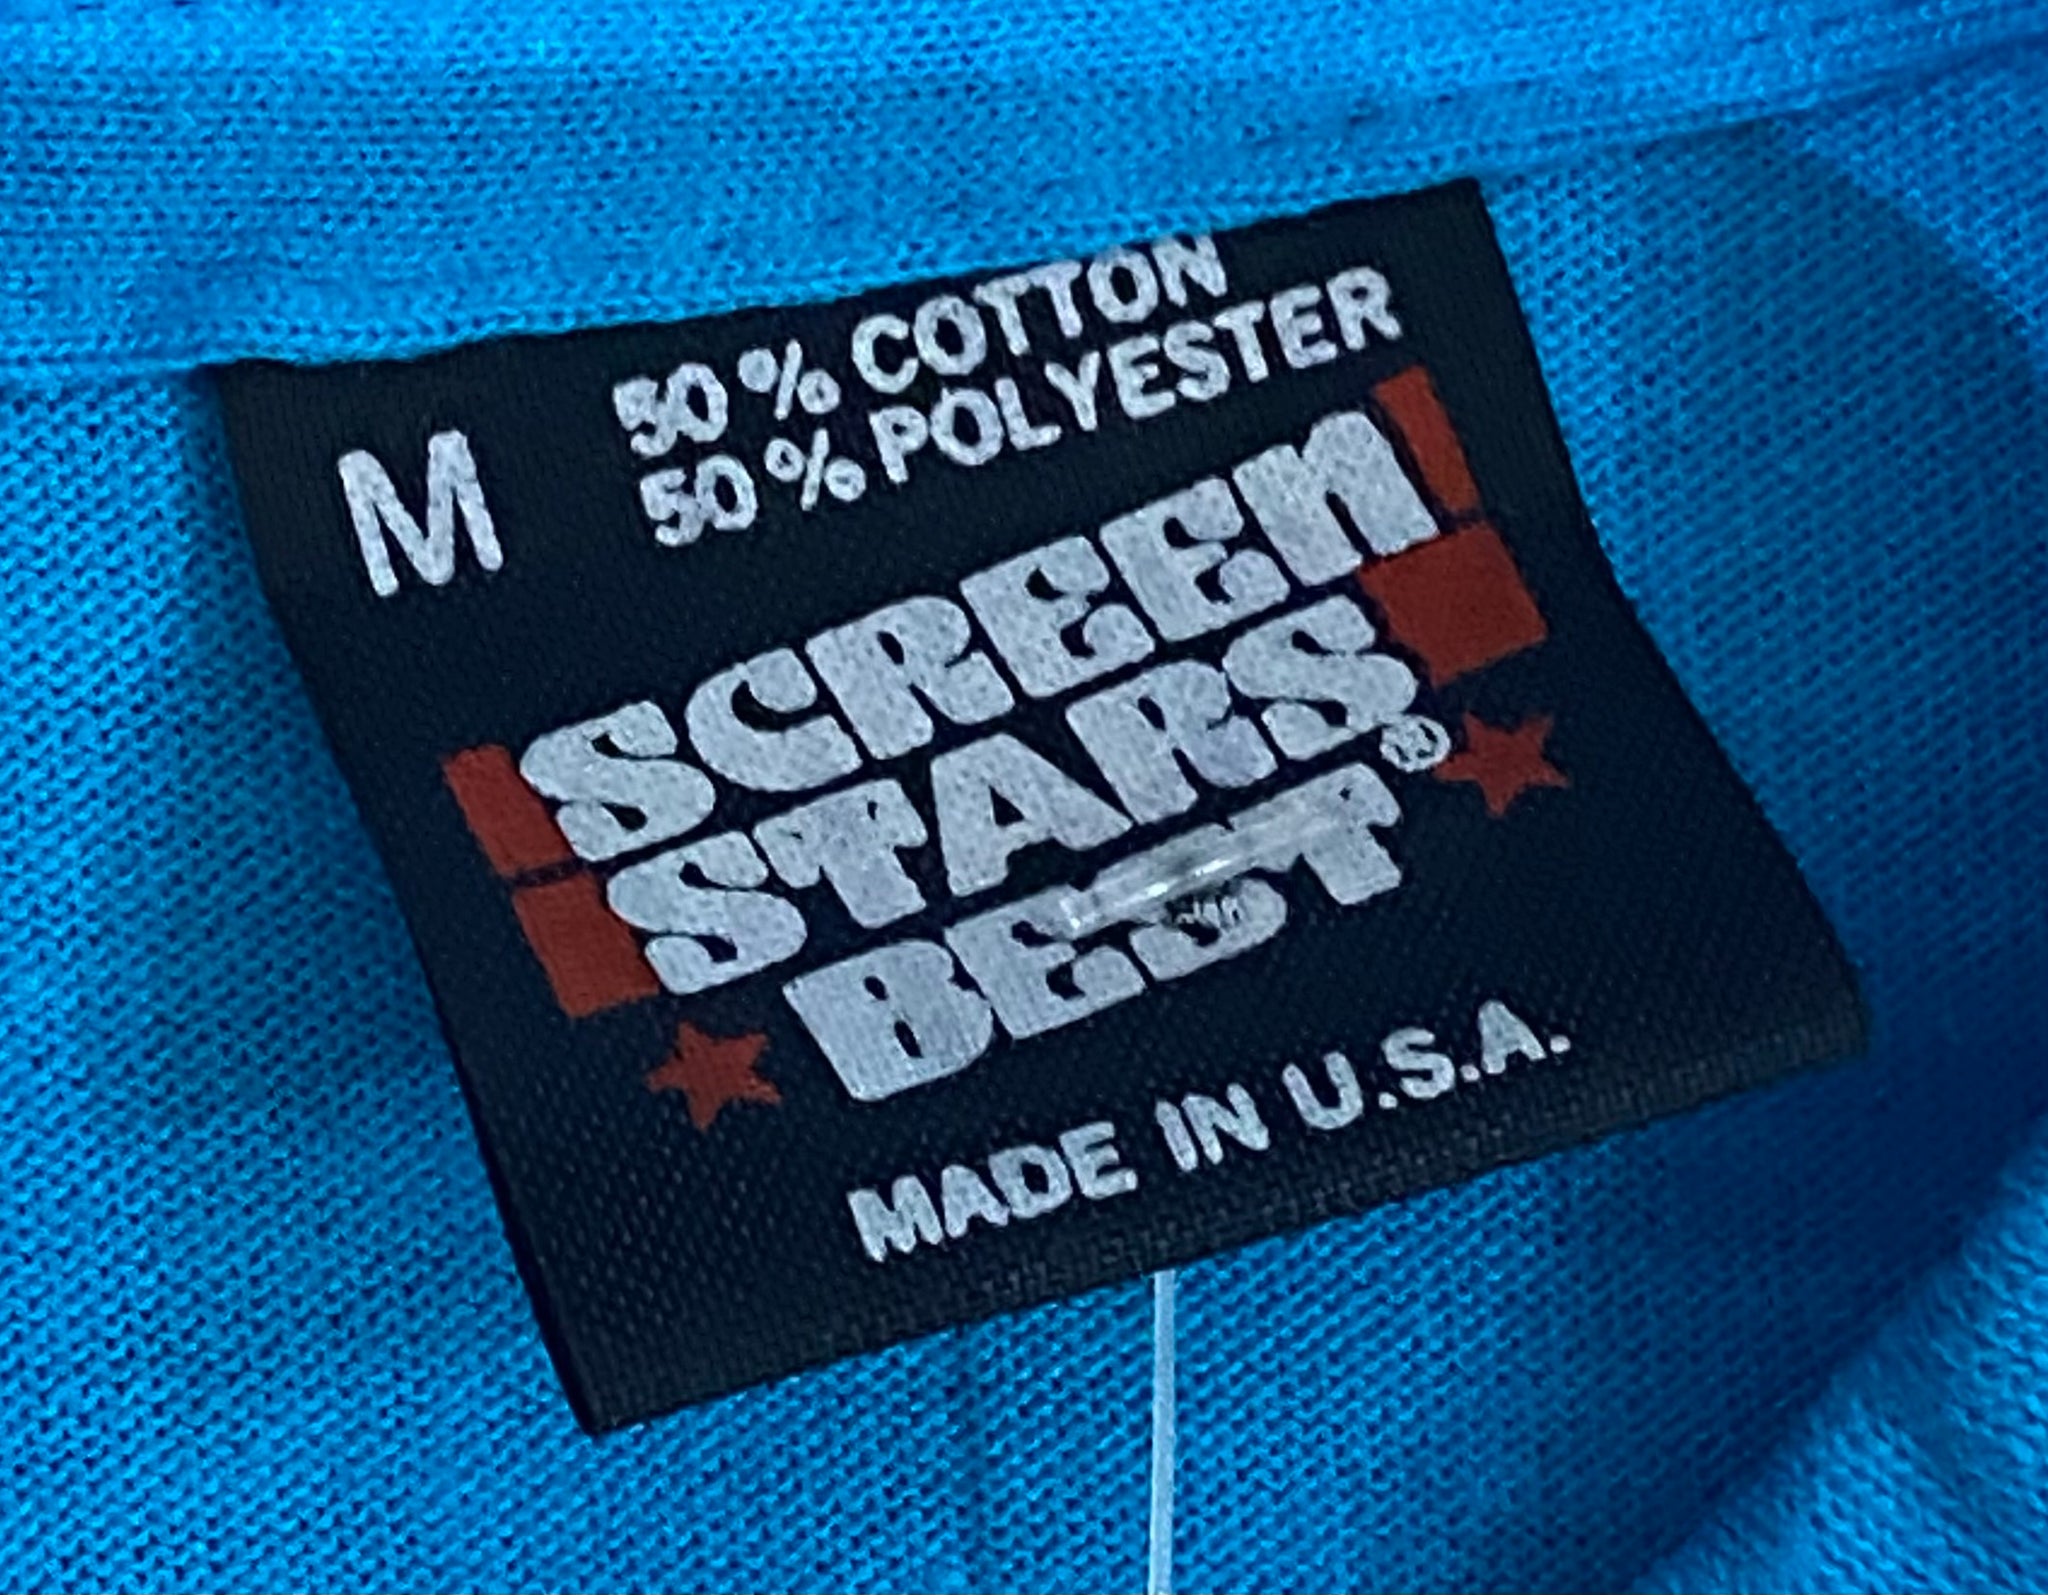 M
50% COTTON
50% POLYESTER
SCREEN
STARS®
BEST
MADE IN U.S.A.